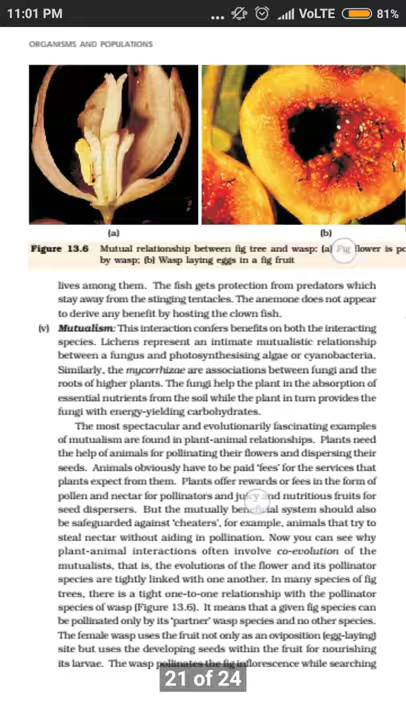 11:01 PM ... VoLTE 81%
ORGANISMS AND POPULATIONS
(a) (b)
Figure 13.6 Mutual relationship between fig tree and wasp: (a) Fig flower is
by wasp; (b) Wasp laying eggs in a fig fruit
lives among them. The fish gets protection from predators which
stay away from the stinging tentacles. The anemone does not appear
to derive any benefit by hosting the clown fish.
(v) Mutualism: This interaction confers benefits on both the interacting
species. Lichens represent an intimate mutualistic relationship
between a fungus and photosynthesising algae or cyanobacteria.
Similarly, the mycorrhizae are associations between fungi and the
roots of higher plants. The fungi help the plant in the absorption of
essential nutrients from the soil while the plant in turn provides the
fungi with energy-yielding carbohydrates.
The most spectacular and evolutionarily fascinating examples
of mutualism are found in plant-animal relationships. Plants need
the help of animals for pollinating their flowers and dispersing their
seeds. Animals obviously have to be paid 'fees' for the services that
plants expect from them. Plants offer rewards or fees in the form of
pollen and nectar for pollinators and juicy and nutritious fruits for
seed dispersers. But the mutually beneficial system should also
be safeguarded against 'cheaters', for example, animals that try to
steal nectar without aiding in pollination. Now you can see why
plant-animal interactions often involve co-evolution of the
mutualists, that is, the evolutions of the flower and its pollinator
species are tightly linked with one another. In many species of fig
trees, there is a tight one-to-one relationship with the pollinator
species of wasp (Figure 13.6). It means that a given fig species can
be pollinated only by its 'partner' wasp species and no other species.
The female wasp uses the fruit not only as an oviposition (egg-laying)
site but uses the developing seeds within the fruit for nourishing
its larvae. The wasp pollinates the fig inflorescence while searching
21 of 24